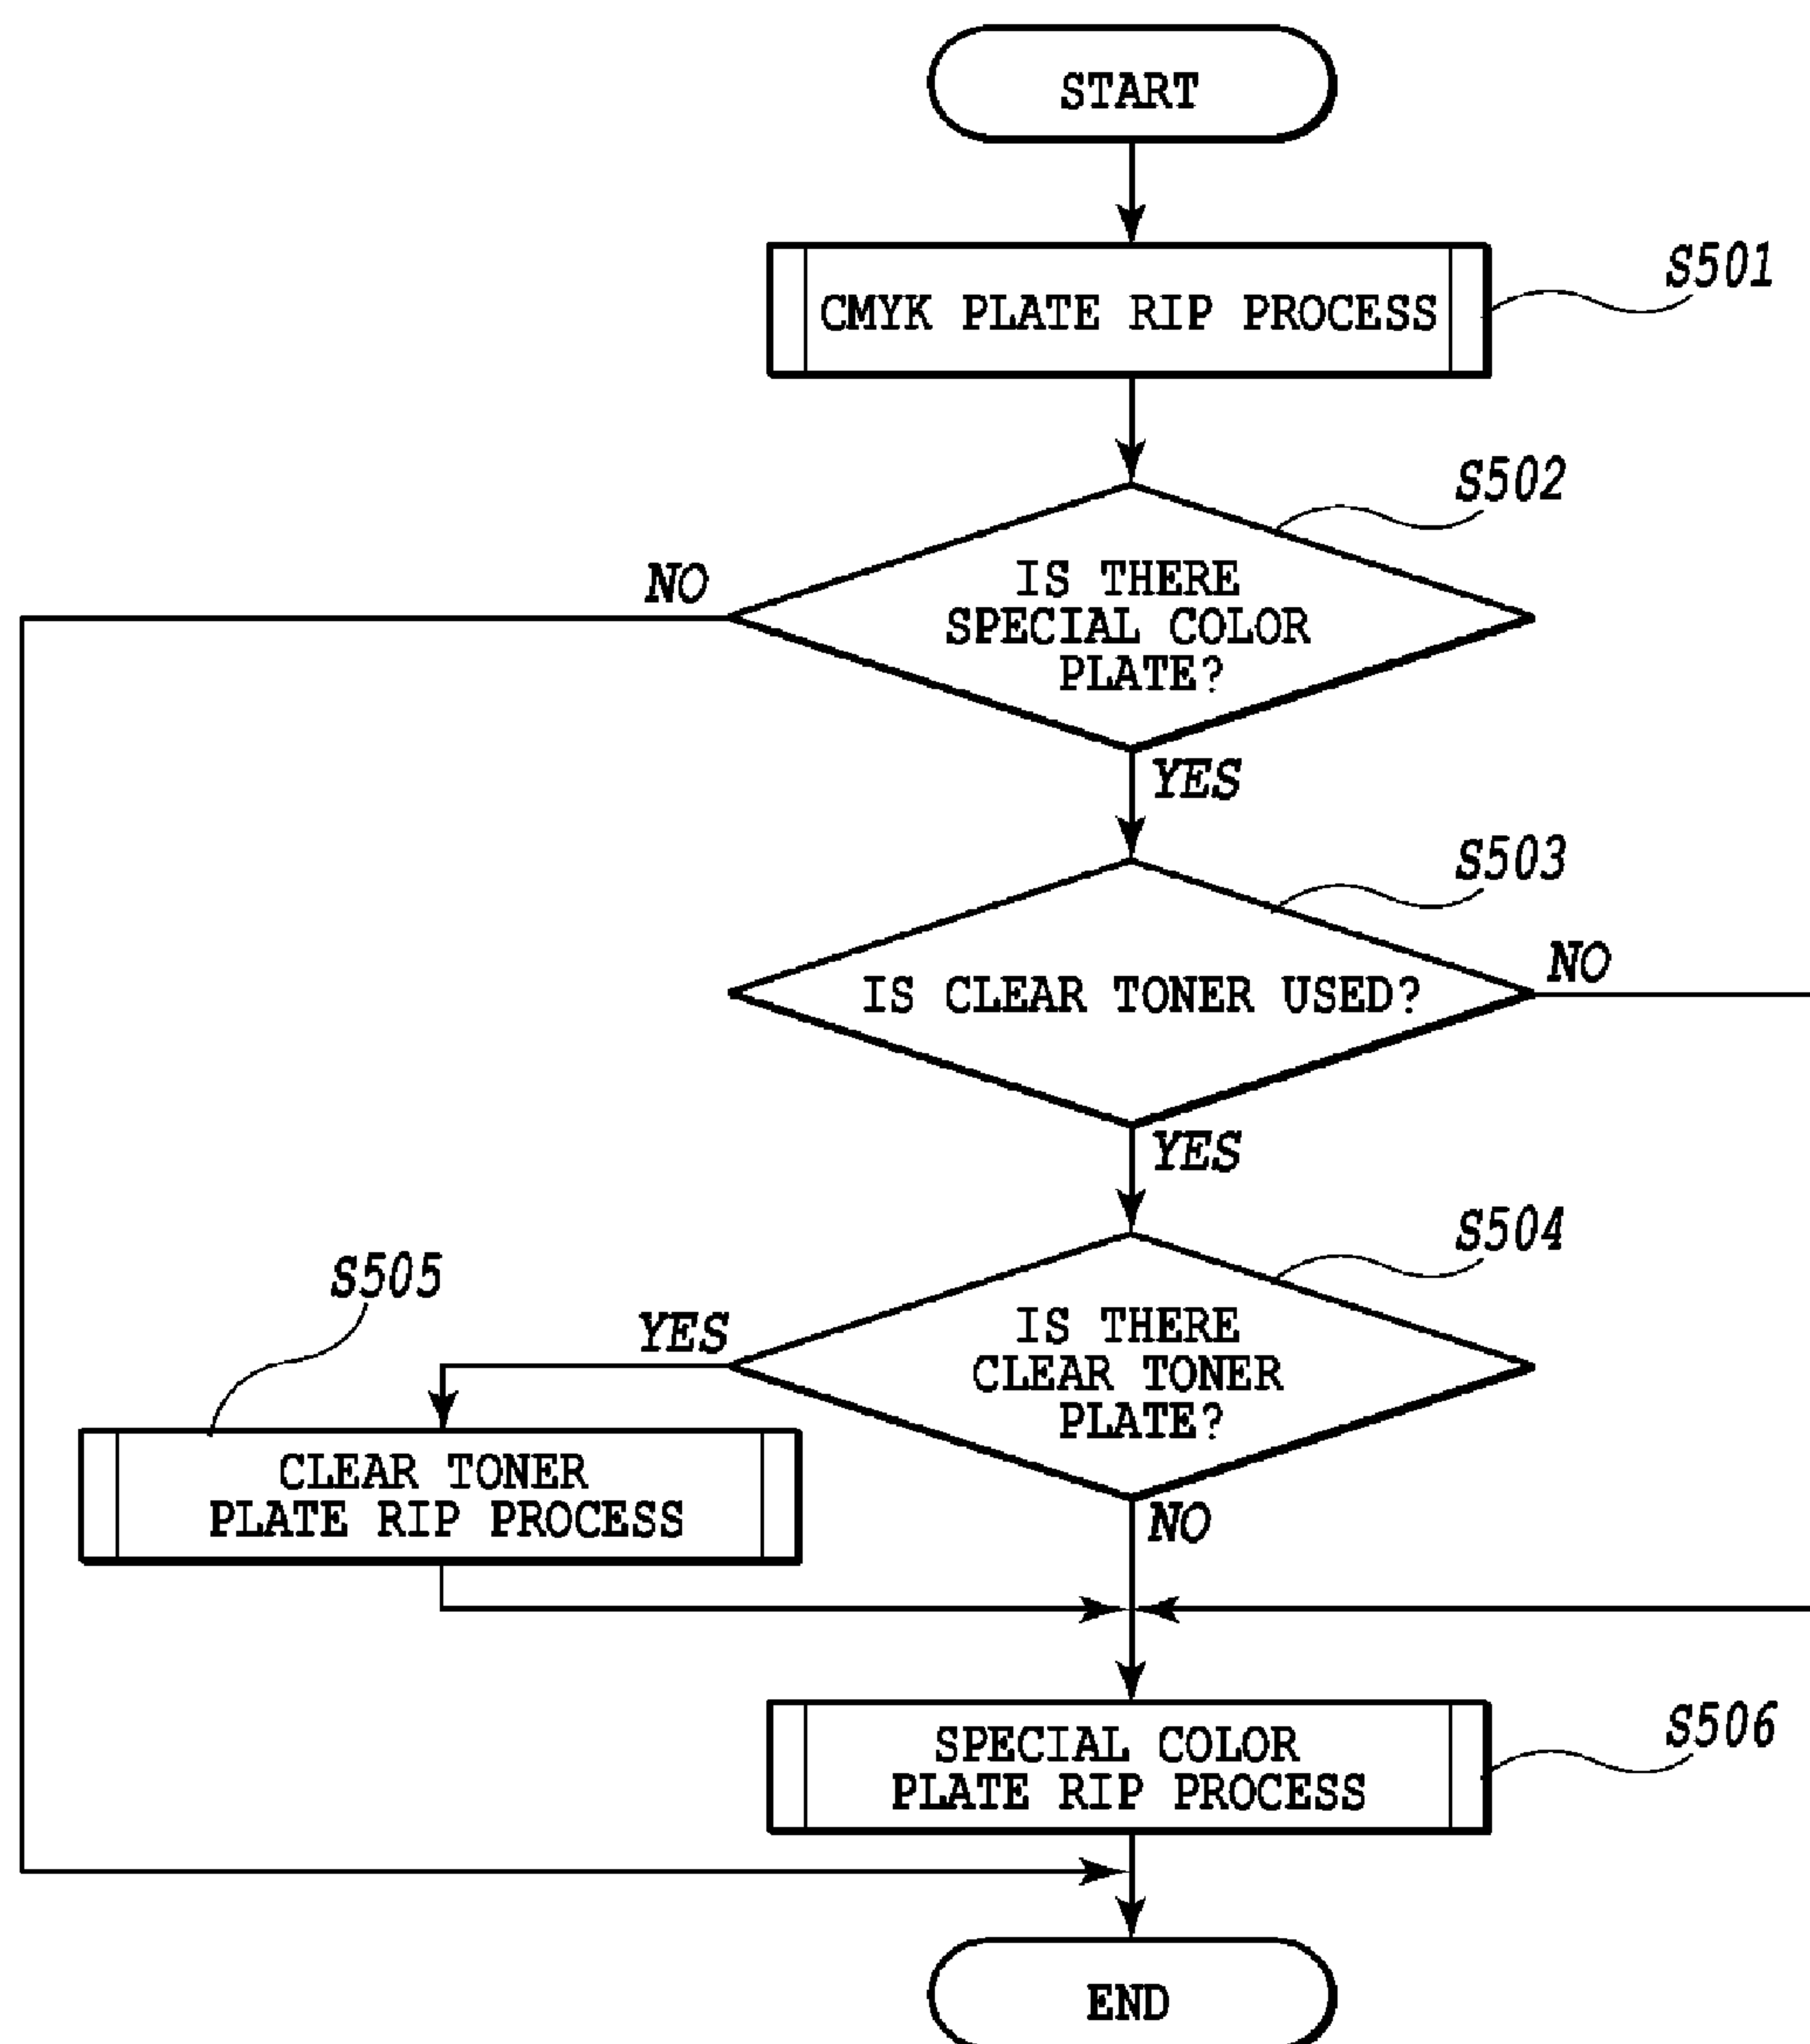 START
CMYK PLATE RIP PROCESS
S501
S502
NO
IS THERE
SPECIAL COLOR
PLATE?
YES
S503
NO
IS CLEAR TONER USED?
YES
S504
S505
YES
IS THERE
CLEAR TONER
PLATE?
CLEAR TONER
PLATE RIP PROCESS
NO
SPECIAL COLOR
PLATE RIP PROCESS
S506
END